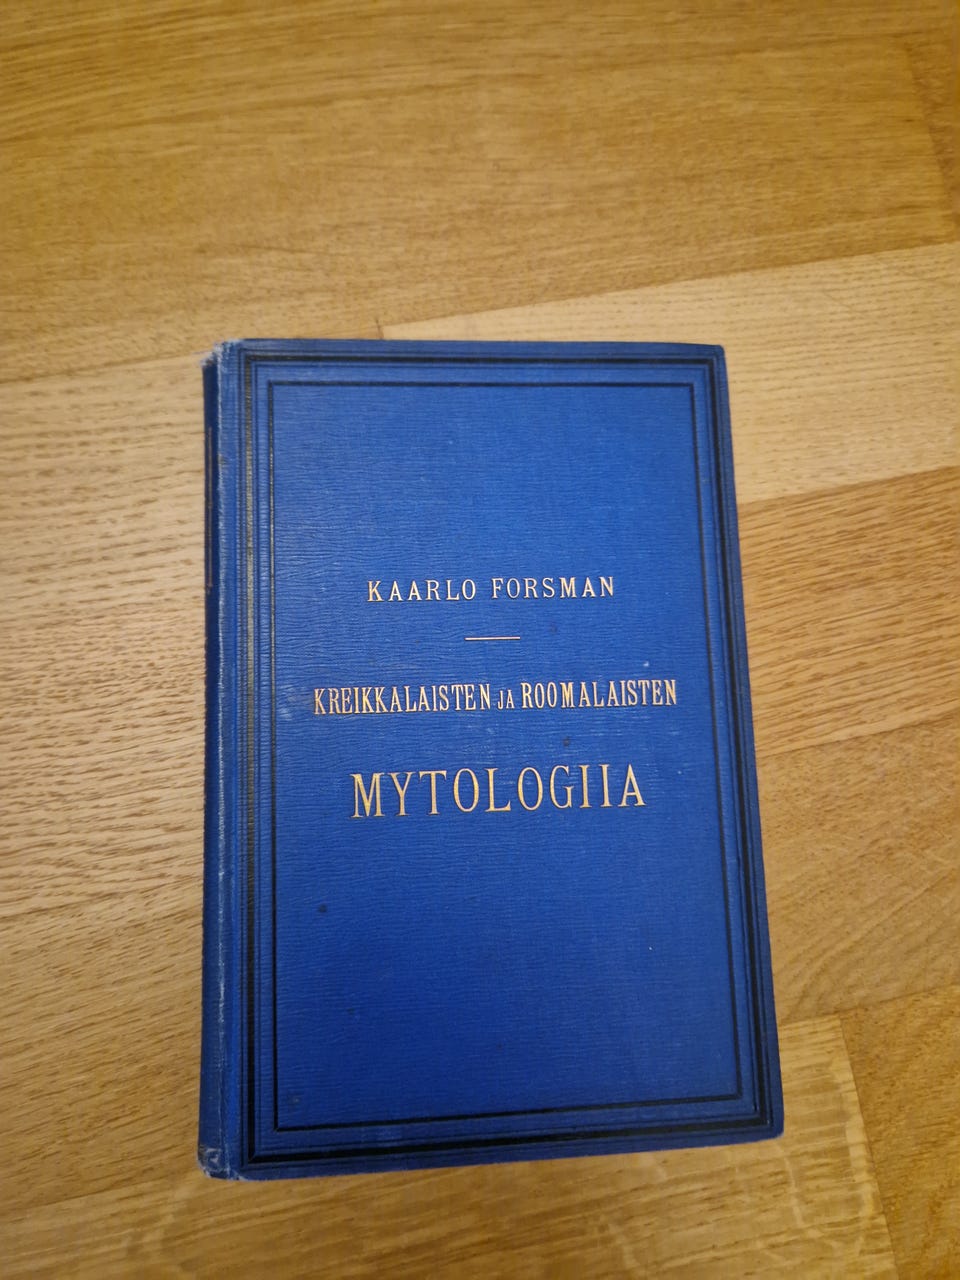 KAARLO FORSMAN
KREIKKALAISTEN JA ROOMALAISTEN
MYTOLOGIIA